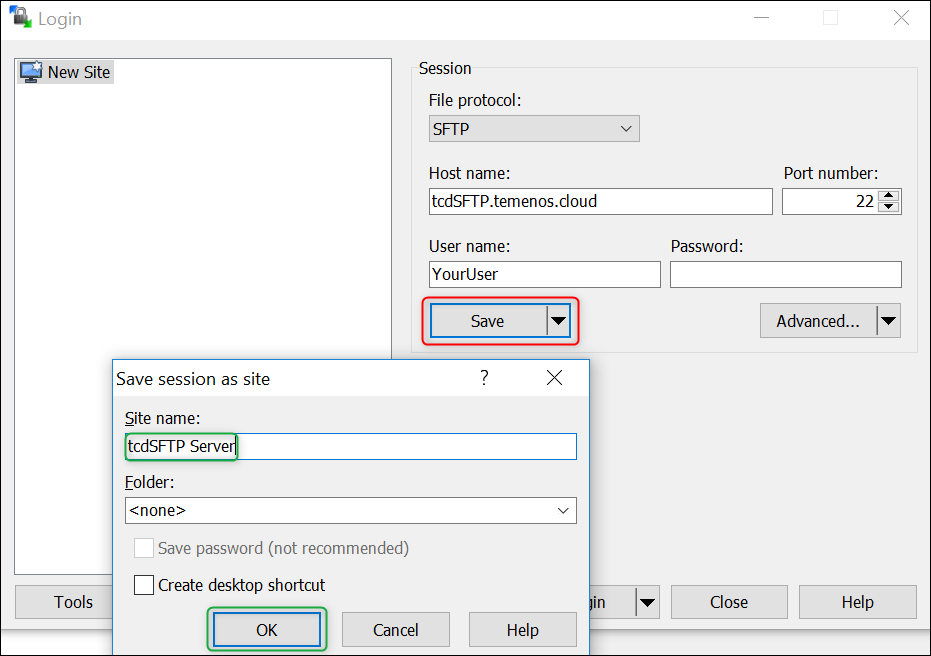 Login
New Site
Session
File protocol:
SFTP
Host name:
Port number:
tcdSFTP.temenos.cloud
22
User name:
Password:
YourUser
Save
Advanced...
Save session as site
?
Site name:
tcdSFTP Server
Folder:
<none>
Save password (not recommended)
Create desktop shortcut
OK
Cancel
Help
Tools
Close
Help